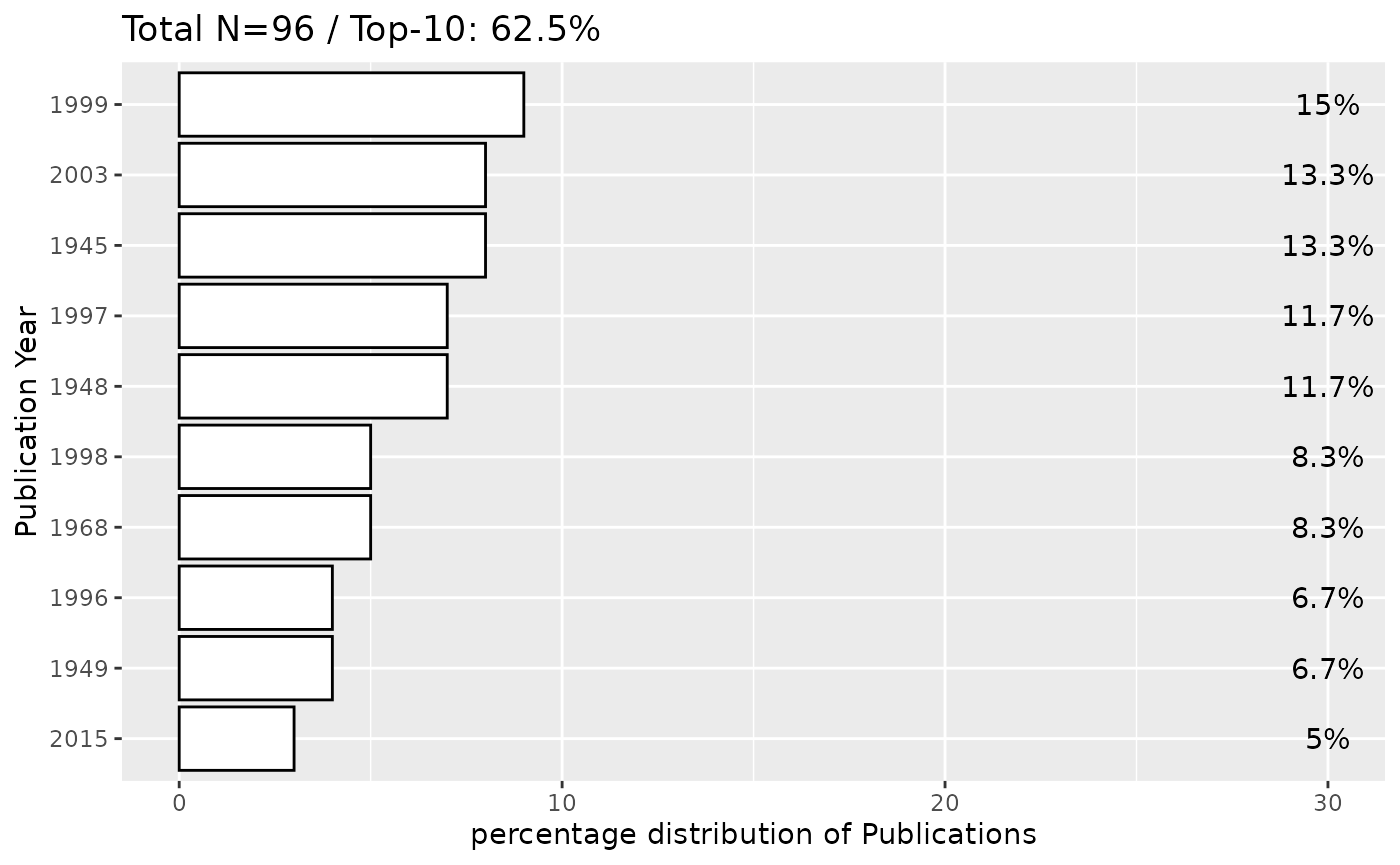 Total N=96 / Top-10: 62.5%
1999 15%
2003 13.3%
1945 13.3%
1997 11.7%
1948 11.7%
1998 8.3%
1968 8.3%
1996 6.7%
1949 6.7%
2015 5%
Publication Year
0 10 20 30
percentage distribution of Publications